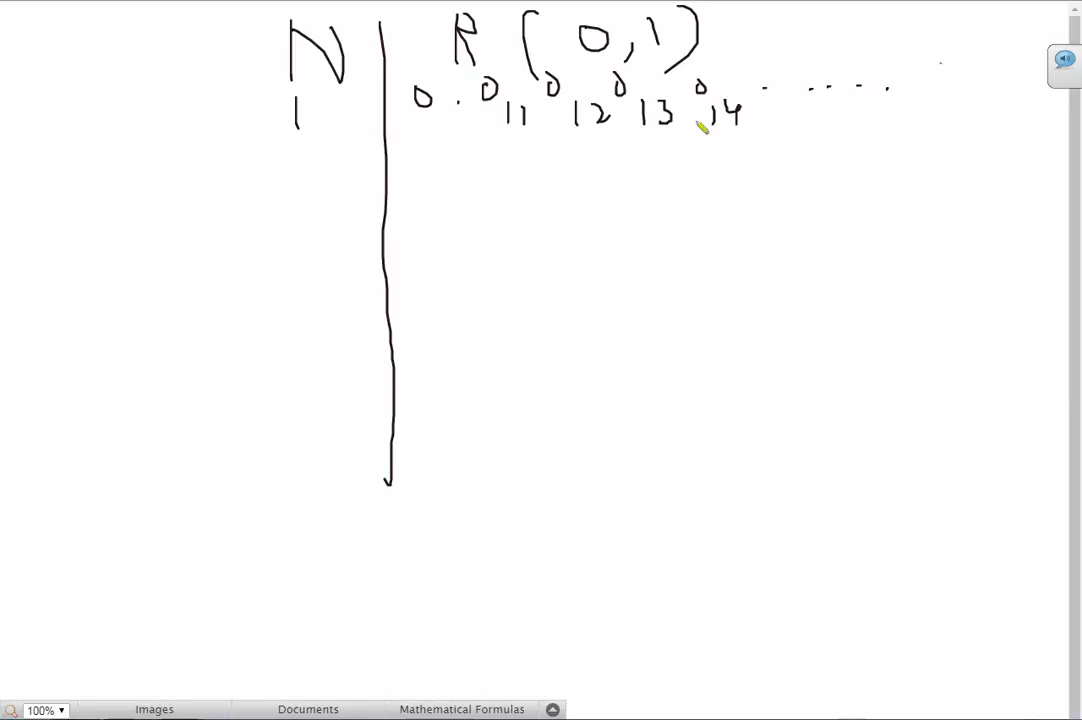 N | R (0,1)
1 | 0.0₁₁ 0₁₂ 0₁₃ 0₁₄ .....
100% ▼ Images Documents Mathematical Formulas